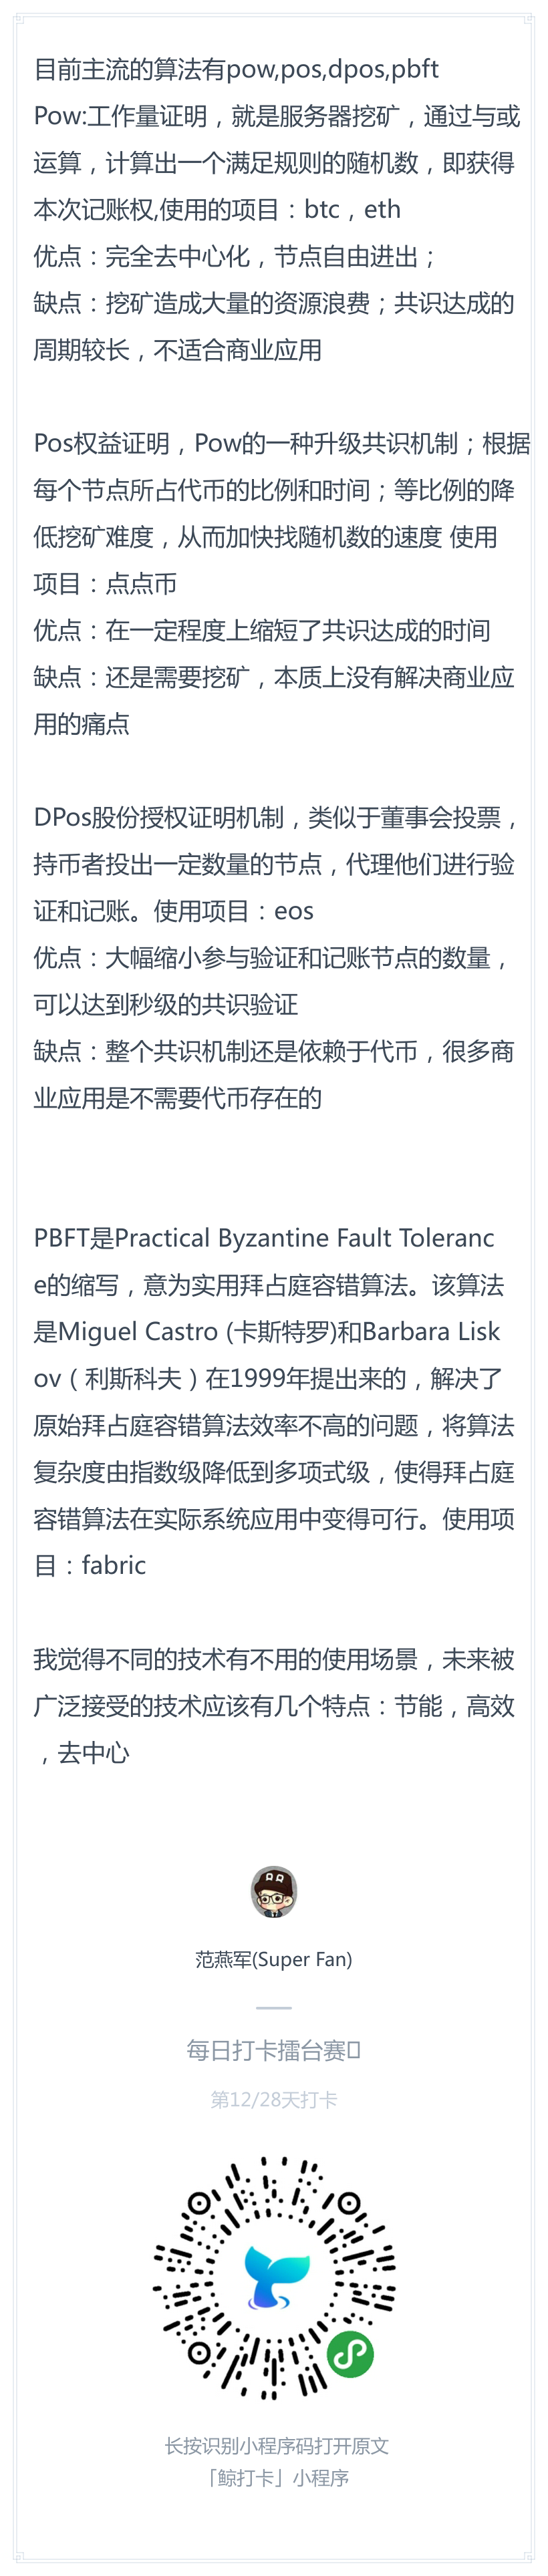 目前主流的算法有pow,pos,dpos,pbft
Pow:工作量证明，就是服务器挖矿，通过与或
运算，计算出一个满足规则的随机数，即获得
本次记账权,使用的项目：btc，eth
优点：完全去中心化，节点自由进出；
缺点：挖矿造成大量的资源浪费；共识达成的
周期较长，不适合商业应用
Pos权益证明，Pow的一种升级共识机制；根据
每个节点所占代币的比例和时间；等比例的降
低挖矿难度，从而加快找随机数的速度 使用
项目：点点币
优点：在一定程度上缩短了共识达成的时间
缺点：还是需要挖矿，本质上没有解决商业应
用的痛点
DPos股份授权证明机制，类似于董事会投票，
持币者投出一定数量的节点，代理他们进行验
证和记账。使用项目：eos
优点：大幅缩小参与验证和记账节点的数量，
可以达到秒级的共识验证
缺点：整个共识机制还是依赖于代币，很多商
业应用是不需要代币存在的
PBFT是Practical Byzantine Fault Toleranc
e的缩写，意为实用拜占庭容错算法。该算法
是Miguel Castro (卡斯特罗)和Barbara Lisk
ov（利斯科夫）在1999年提出来的，解决了
原始拜占庭容错算法效率不高的问题，将算法
复杂度由指数级降低到多项式级，使得拜占庭
容错算法在实际系统应用中变得可行。使用项
目：fabric
我觉得不同的技术有不用的使用场景，未来被
广泛接受的技术应该有几个特点：节能，高效
，去中心
范燕军(Super Fan)
每日打卡擂台赛
第12/28天打卡
长按识别小程序码打开原文
「鲸打卡」小程序